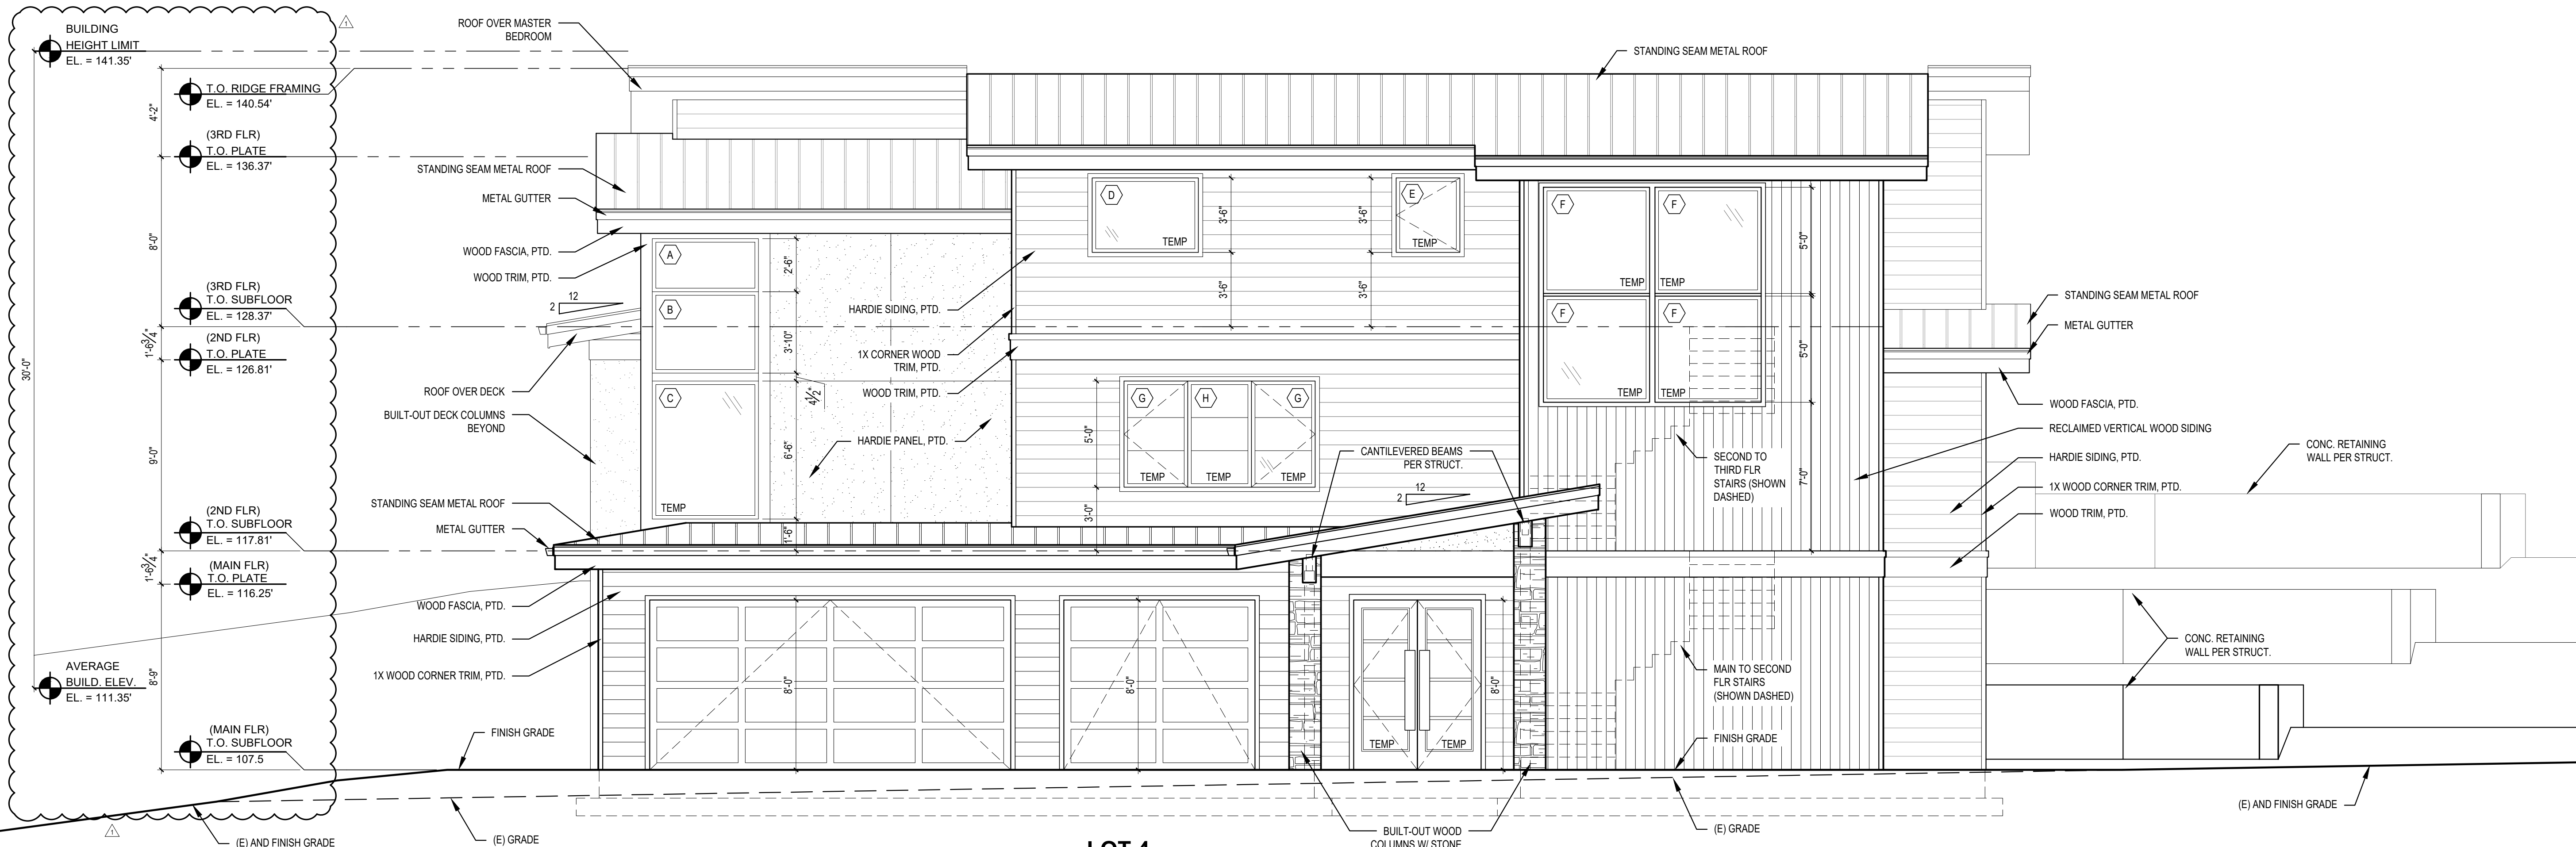 BUILDING
HEIGHT LIMIT
EL. = 141.35'
1
T.O. RIDGE FRAMING
EL. = 140.54'
4'-2"
(3RD FLR)
T.O. PLATE
EL. = 136.37'
8'-0"
(3RD FLR)
T.O. SUBFLOOR
EL. = 128.37'
1'-6 3/4"
(2ND FLR)
T.O. PLATE
EL. = 126.81'
30'-0"
9'-0"
(2ND FLR)
T.O. SUBFLOOR
EL. = 117.81'
1'-6 3/4"
(MAIN FLR)
T.O. PLATE
EL. = 116.25'
AVERAGE
BUILD. ELEV.
EL. = 111.35'
8'-9"
(MAIN FLR)
T.O. SUBFLOOR
EL. = 107.5
1
(E) AND FINISH GRADE
ROOF OVER MASTER
BEDROOM
STANDING SEAM METAL ROOF
METAL GUTTER
WOOD FASCIA, PTD.
WOOD TRIM, PTD.
12
2
ROOF OVER DECK
BUILT-OUT DECK COLUMNS
BEYOND
STANDING SEAM METAL ROOF
METAL GUTTER
WOOD FASCIA, PTD.
HARDIE SIDING, PTD.
1X WOOD CORNER TRIM, PTD.
FINISH GRADE
(E) GRADE
A
B
C
TEMP
2'-6"
3'-10"
4 1/2"
6'-6"
1'-6"
HARDIE PANEL, PTD.
HARDIE SIDING, PTD.
1X CORNER WOOD
TRIM, PTD.
WOOD TRIM, PTD.
D
TEMP
3'-6"
3'-6"
E
TEMP
3'-6"
3'-6"
G
H
G
TEMP
TEMP
TEMP
5'-0"
3'-0"
CANTILEVERED BEAMS
PER STRUCT.
12
2
8'-0"
8'-0"
8'-0"
TEMP
TEMP
STANDING SEAM METAL ROOF
F
F
TEMP
TEMP
F
F
TEMP
TEMP
5'-0"
5'-0"
7'-0"
SECOND TO
THIRD FLR
STAIRS (SHOWN
DASHED)
MAIN TO SECOND
FLR STAIRS
(SHOWN DASHED)
FINISH GRADE
(E) GRADE
BUILT-OUT WOOD
COLUMNS W/ STONE
LOT 4
STANDING SEAM METAL ROOF
METAL GUTTER
WOOD FASCIA, PTD.
RECLAIMED VERTICAL WOOD SIDING
HARDIE SIDING, PTD.
1X WOOD CORNER TRIM, PTD.
WOOD TRIM, PTD.
CONC. RETAINING
WALL PER STRUCT.
CONC. RETAINING
WALL PER STRUCT.
(E) AND FINISH GRADE